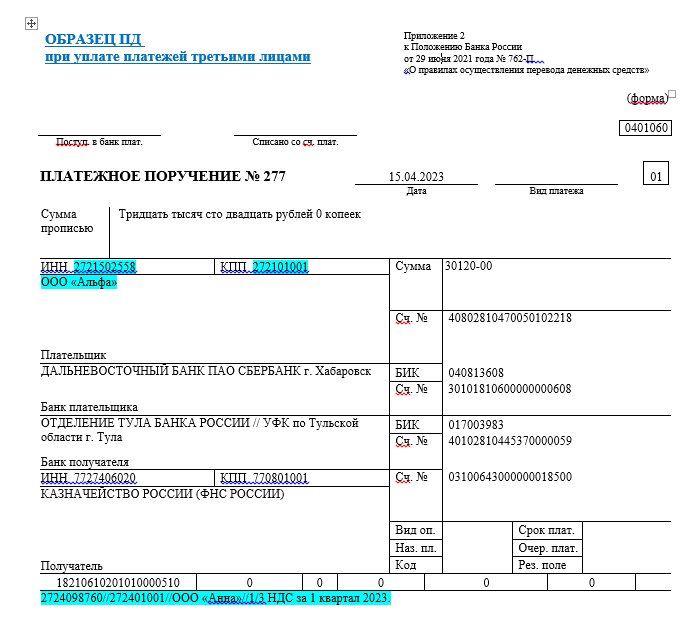 ОБРАЗЕЦ ПД
при уплате платежей третьими лицами
Приложение 2
к Положению Банка России
от 29 июня 2021 года № 762-П
«О правилах осуществления перевода денежных средств»
(форма)
0401060
Поступ. в банк плат.
Списано со сч. плат.
ПЛАТЕЖНОЕ ПОРУЧЕНИЕ № 277
15.04.2023
01
Дата
Вид платежа
Сумма прописью
Тридцать тысяч сто двадцать рублей 0 копеек
ИНН 2721502558
КПП 272101001
Сумма
30120-00
ООО «Альфа»
Сч. №
40802810470050102218
Плательщик
ДАЛЬНЕВОСТОЧНЫЙ БАНК ПАО СБЕРБАНК г. Хабаровск
БИК
040813608
Сч. №
30101810600000000608
Банк плательщика
ОТДЕЛЕНИЕ ТУЛА БАНКА РОССИИ // УФК по Тульской
области г. Тула
БИК
017003983
Сч. №
40102810445370000059
Банк получателя
ИНН 7727406020
КПП 770801001
Сч. №
03100643000000018500
КАЗНАЧЕЙСТВО РОССИИ (ФНС РОССИИ)
Вид оп.
Срок плат.
Наз. пл.
Очер. плат.
Получатель
Код
Рез. поле
18210610201010000510 0 0 0 0 0
2724098760//272401001//ООО «Анна»//1/3 НДС за 1 квартал 2023.